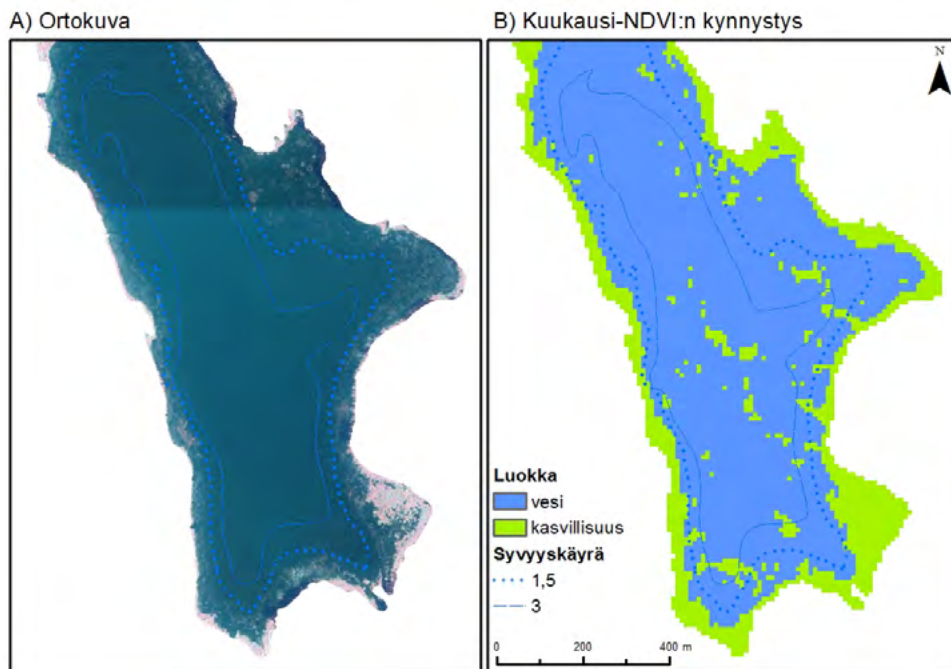 A) Ortokuva
B) Kuukausi-NDVI:n kynnystys
N
Luokka
vesi
kasvillisuus
Syvyyskäyrä
1,5
3
0 200 400 m